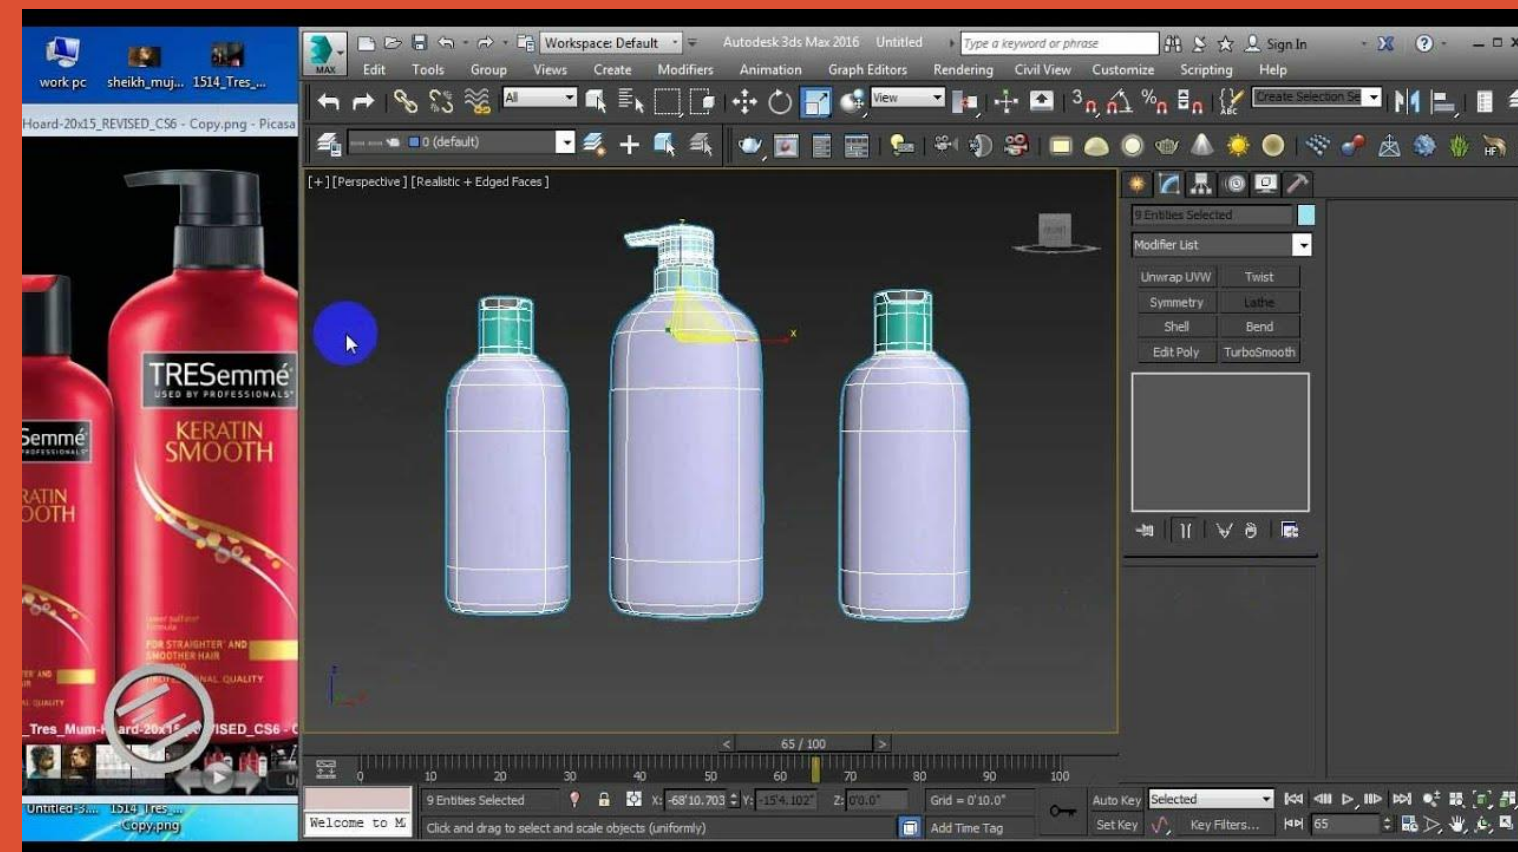 work pc
sheikh_muj...
1514_Tres_...
Hoard-20x15_REVISED_CS6 - Copy.png - Picasa
TRESemmé
USED BY PROFESSIONALS
KERATIN
SMOOTH
Semmé
RATIN
OOTH
FOR STRAIGHTER AND
SMOOTHER HAIR
QUALITY
_Tres_Mum-
Untitled-3....
1514_Tres_...
- Copy.png
MAX
Workspace: Default
Autodesk 3ds Max 2016
Untitled
Type a keyword or phrase
Sign In
Edit
Tools
Group
Views
Create
Modifiers
Animation
Graph Editors
Rendering
Civil View
Customize
Scripting
Help
All
View
Create Selection Se
0 (default)
HF
[+] [Perspective ] [Realistic + Edged Faces ]
FRONT
z
x
9 Entities Selected
Modifier List
Unwrap UVW
Twist
Symmetry
Lathe
Shell
Bend
Edit Poly
TurboSmooth
< 65 / 100 >
0 10 20 30 40 50 60 70 80 90 100
9 Entities Selected
X: -68'10.703
Y: -15'4.102"
Z: 0'0.0"
Grid = 0'10.0"
Auto Key
Selected
Welcome to M
Click and drag to select and scale objects (uniformly)
Add Time Tag
Set Key
Key Filters...
65